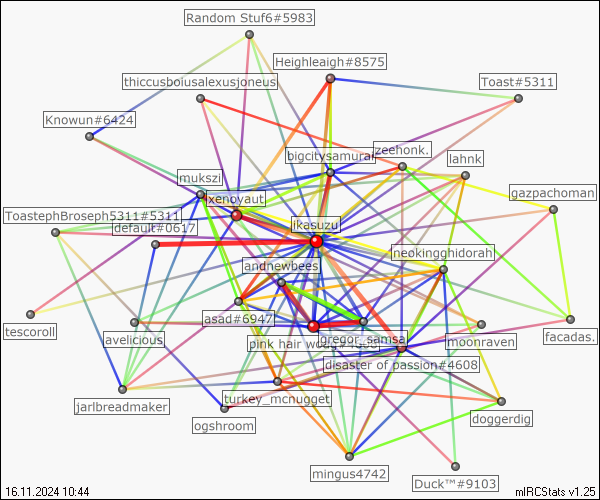 Random Stuf6#5983
Heighleaigh#8575
thiccusboiusalexusjoneus
Toast#5311
Knowun#6424
zeehonk.
bigcitysamurai
lahnk
mukszi
gazpachoman
ixenoyaut
ToastephBroseph5311#5311
ikasuzu
default#0617
neokingghidorah
andnewbees
asad#6947
tescoroll
avelicious
pink hair
gregor_samsa
moonraven
facadas.
disaster of passion#4608
turkey_mcnugget
jarlbreadmaker
ogshroom
doggerdig
mingus4742
Duck™#9103
16.11.2024 10:44
mIRCStats v1.25